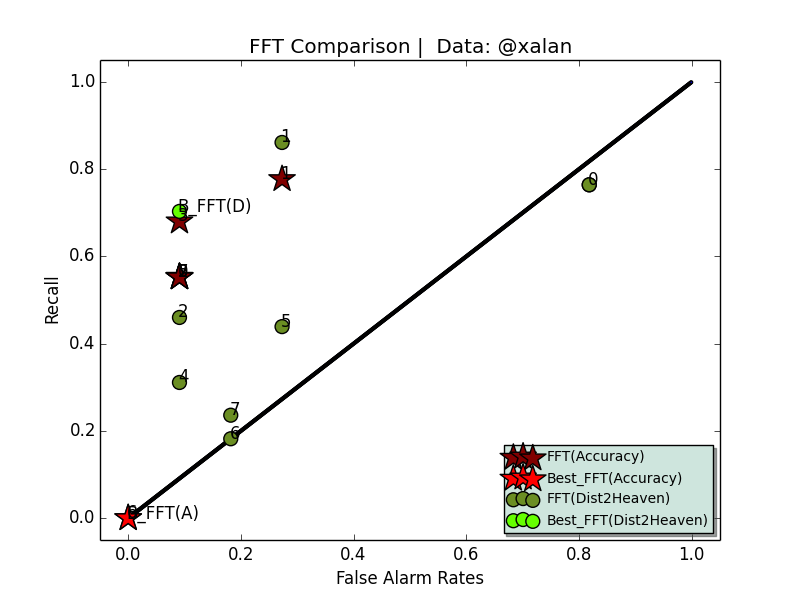 FFT Comparison |  Data: @xalan
1.0
0.8
0.6
0.4
0.2
0.0
Recall
1
1
0
B_FFT(D)
2
5
4
7
6
_FFT(A)
FFT(Accuracy)
Best_FFT(Accuracy)
FFT(Dist2Heaven)
Best_FFT(Dist2Heaven)
0.0
0.2
0.4
0.6
0.8
1.0
False Alarm Rates